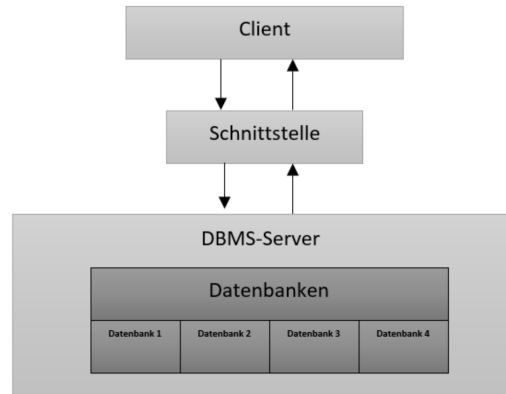 Client
Schnittstelle
DBMS-Server
Datenbanken
Datenbank 1 Datenbank 2 Datenbank 3 Datenbank 4